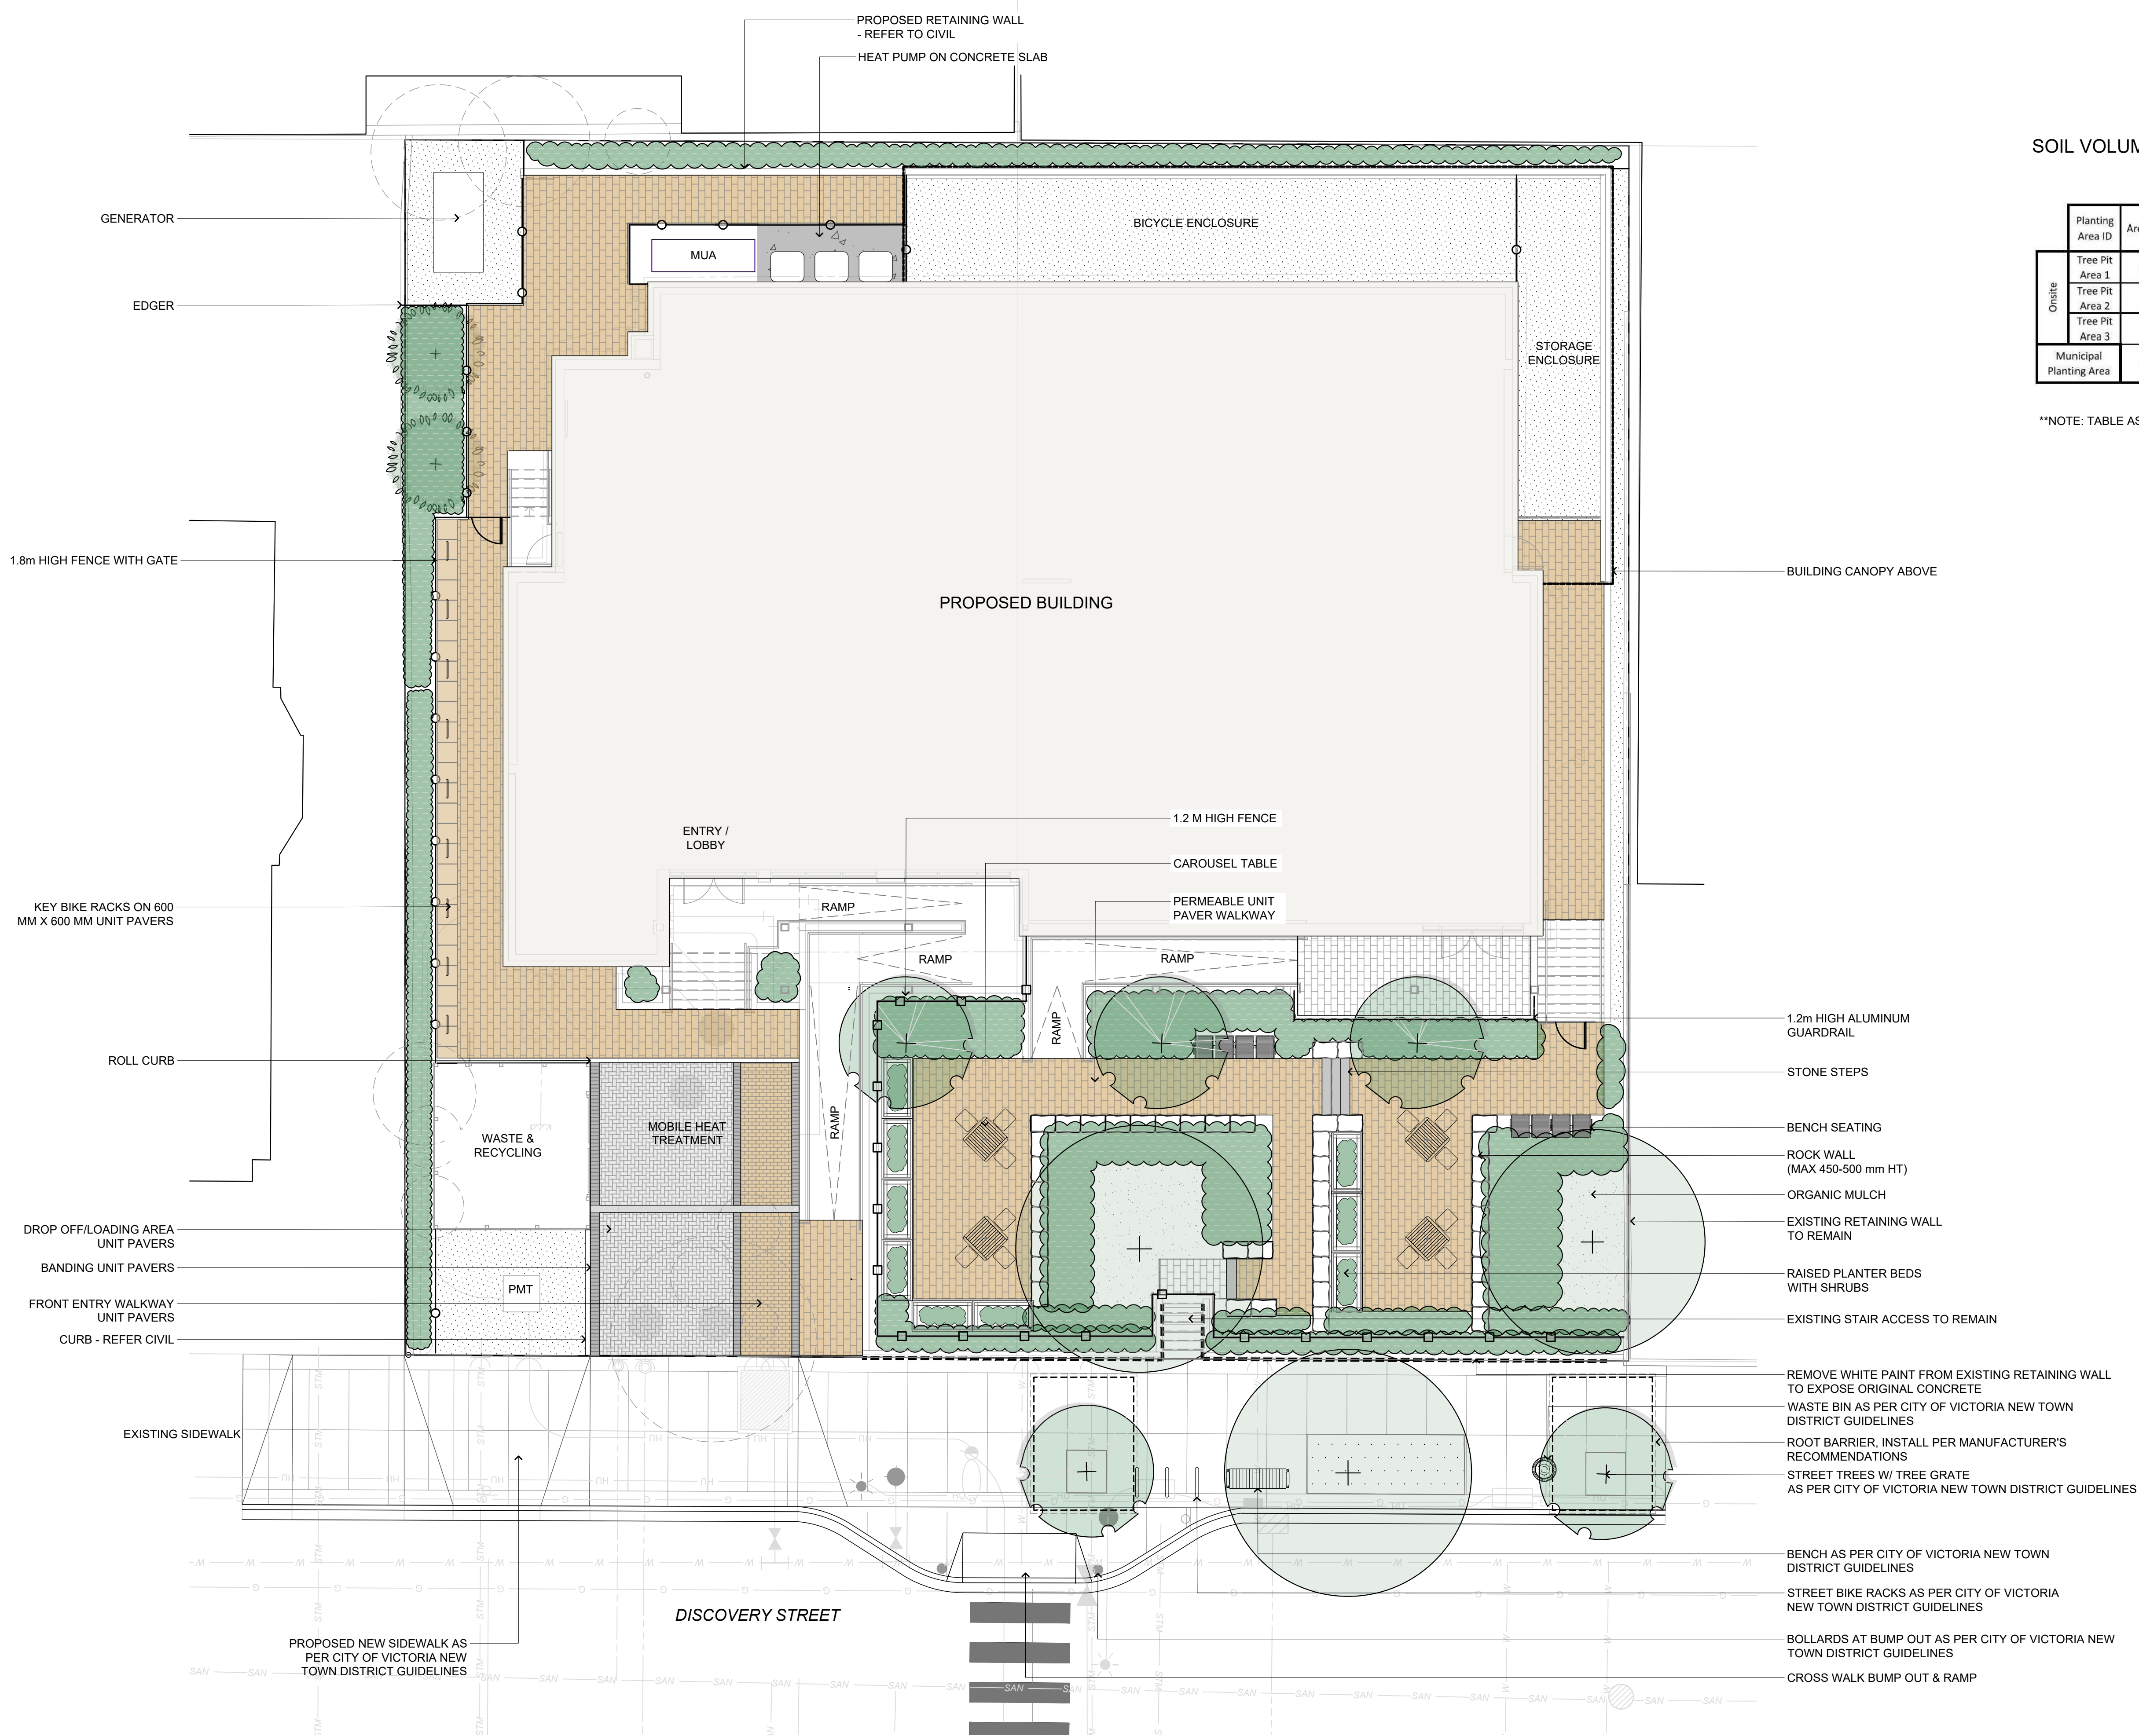 PROPOSED RETAINING WALL
- REFER TO CIVIL
HEAT PUMP ON CONCRETE SLAB
SOIL VOLUM
Planting
Area ID
Onsite
Tree Pit
Area 1
Tree Pit
Area 2
Tree Pit
Area 3
Municipal
Planting Area
**NOTE: TABLE AS
GENERATOR
EDGER
1.8m HIGH FENCE WITH GATE
KEY BIKE RACKS ON 600
MM X 600 MM UNIT PAVERS
ROLL CURB
DROP OFF/LOADING AREA
UNIT PAVERS
BANDING UNIT PAVERS
FRONT ENTRY WALKWAY
UNIT PAVERS
CURB - REFER CIVIL
EXISTING SIDEWALK
PROPOSED NEW SIDEWALK AS
PER CITY OF VICTORIA NEW
TOWN DISTRICT GUIDELINES
MUA
BICYCLE ENCLOSURE
STORAGE
ENCLOSURE
PROPOSED BUILDING
ENTRY /
LOBBY
1.2 M HIGH FENCE
CAROUSEL TABLE
PERMEABLE UNIT
PAVER WALKWAY
RAMP
RAMP
RAMP
RAMP
RAMP
WASTE &
RECYCLING
MOBILE HEAT
TREATMENT
PMT
DISCOVERY STREET
BUILDING CANOPY ABOVE
1.2m HIGH ALUMINUM
GUARDRAIL
STONE STEPS
BENCH SEATING
ROCK WALL
(MAX 450-500 mm HT)
ORGANIC MULCH
EXISTING RETAINING WALL
TO REMAIN
RAISED PLANTER BEDS
WITH SHRUBS
EXISTING STAIR ACCESS TO REMAIN
REMOVE WHITE PAINT FROM EXISTING RETAINING WALL
TO EXPOSE ORIGINAL CONCRETE
WASTE BIN AS PER CITY OF VICTORIA NEW TOWN
DISTRICT GUIDELINES
ROOT BARRIER, INSTALL PER MANUFACTURER'S
RECOMMENDATIONS
STREET TREES W/ TREE GRATE
AS PER CITY OF VICTORIA NEW TOWN DISTRICT GUIDELINES
BENCH AS PER CITY OF VICTORIA NEW TOWN
DISTRICT GUIDELINES
STREET BIKE RACKS AS PER CITY OF VICTORIA
NEW TOWN DISTRICT GUIDELINES
BOLLARDS AT BUMP OUT AS PER CITY OF VICTORIA NEW
TOWN DISTRICT GUIDELINES
CROSS WALK BUMP OUT & RAMP